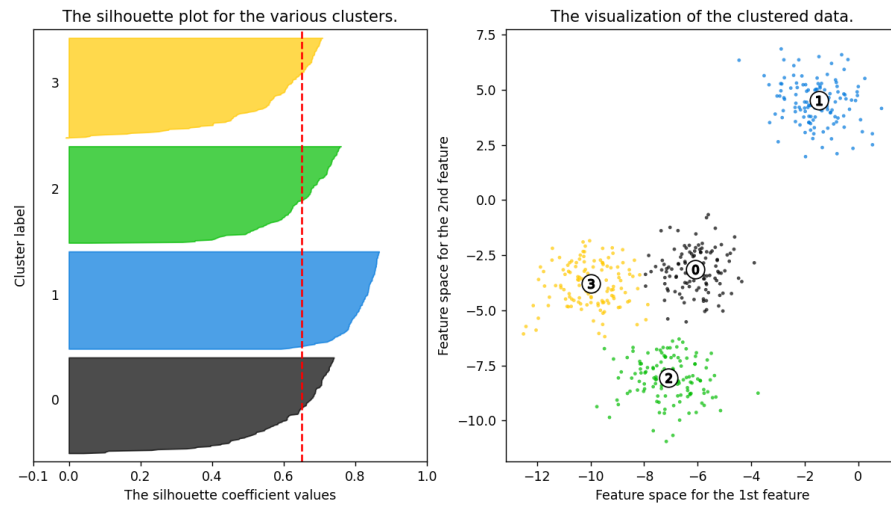 The silhouette plot for the various clusters.
3
2
1
0
Cluster label
−0.1 0.0 0.2 0.4 0.6 0.8 1.0
The silhouette coefficient values
The visualization of the clustered data.
7.5
5.0
2.5
0.0
−2.5
−5.0
−7.5
−10.0
Feature space for the 2nd feature
1
0
3
2
−12 −10 −8 −6 −4 −2 0
Feature space for the 1st feature